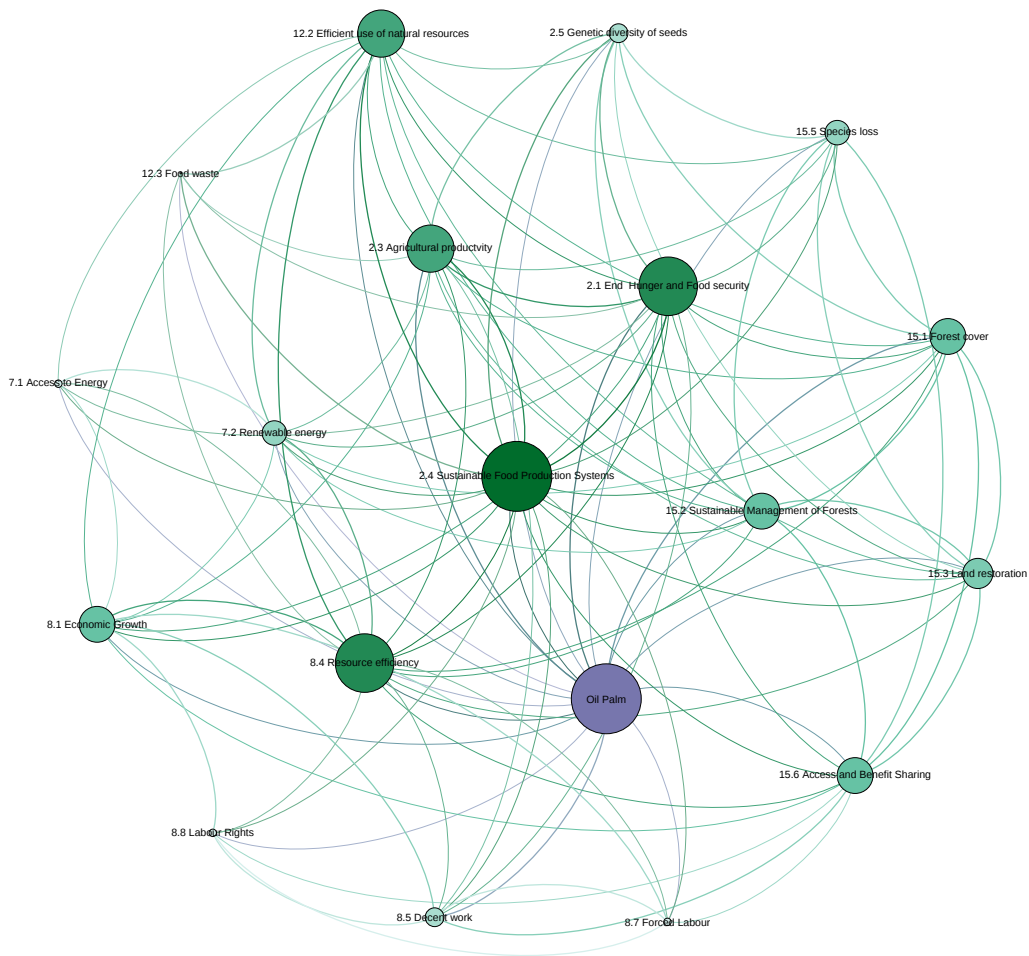 12.2 Efficient use of natural resources
2.5 Genetic diversity of seeds
15.5 Species loss
12.3 Food waste
2.3 Agricultural productvity
2.1 End  Hunger and Food security
15.1 Forest cover
7.1 Access to Energy
7.2 Renewable energy
2.4 Sustainable Food Production Systems
15.2 Sustainable Management of Forests
15.3 Land restoration
8.1 Economic Growth
8.4 Resource efficiency
Oil Palm
15.6 Access and Benefit Sharing
8.8 Labour Rights
8.5 Decent work
8.7 Forced Labour